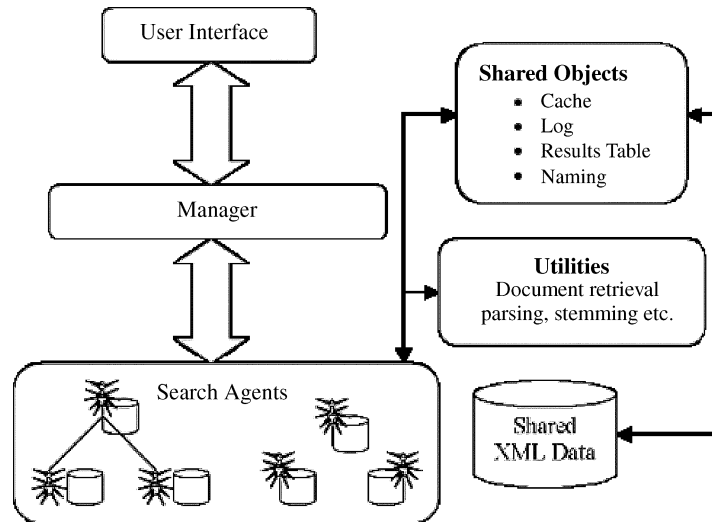 User Interface
Manager
Search Agents
Shared Objects
• Cache
• Log
• Results Table
• Naming
Utilities
Document retrieval
parsing, stemming etc.
Shared
XML Data